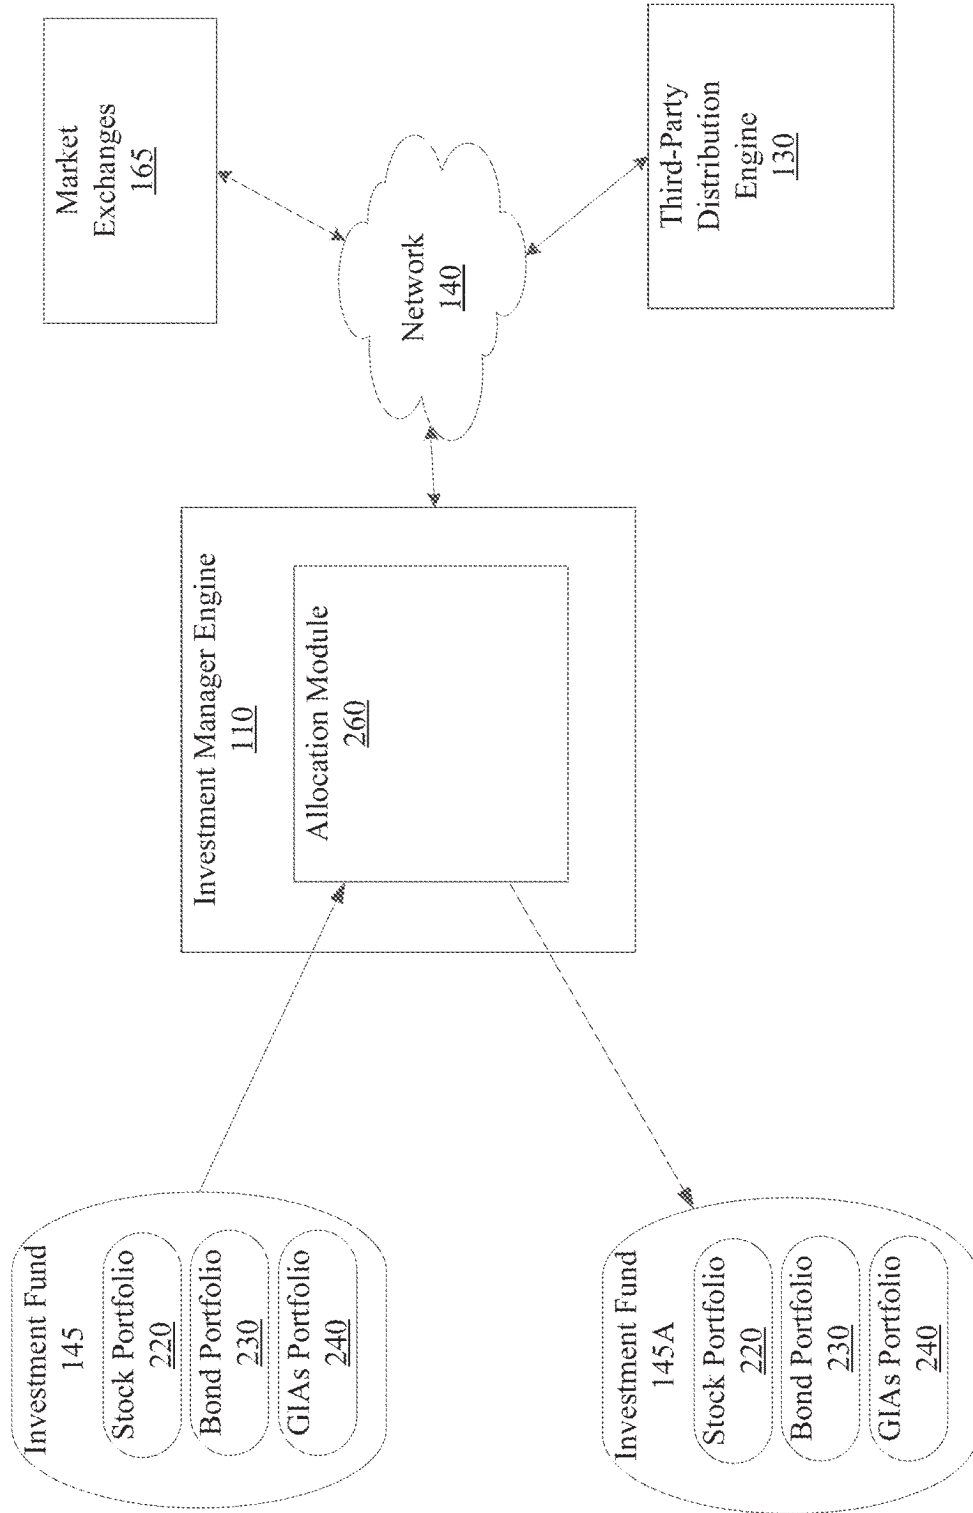 Investment Fund
145
Stock Portfolio
220
Bond Portfolio
230
GIAs Portfolio
240
Investment Manager Engine
110
Allocation Module
260
Market
Exchanges
165
Network
140
Third-Party
Distribution
Engine
130
Investment Fund
145A
Stock Portfolio
220
Bond Portfolio
230
GIAs Portfolio
240